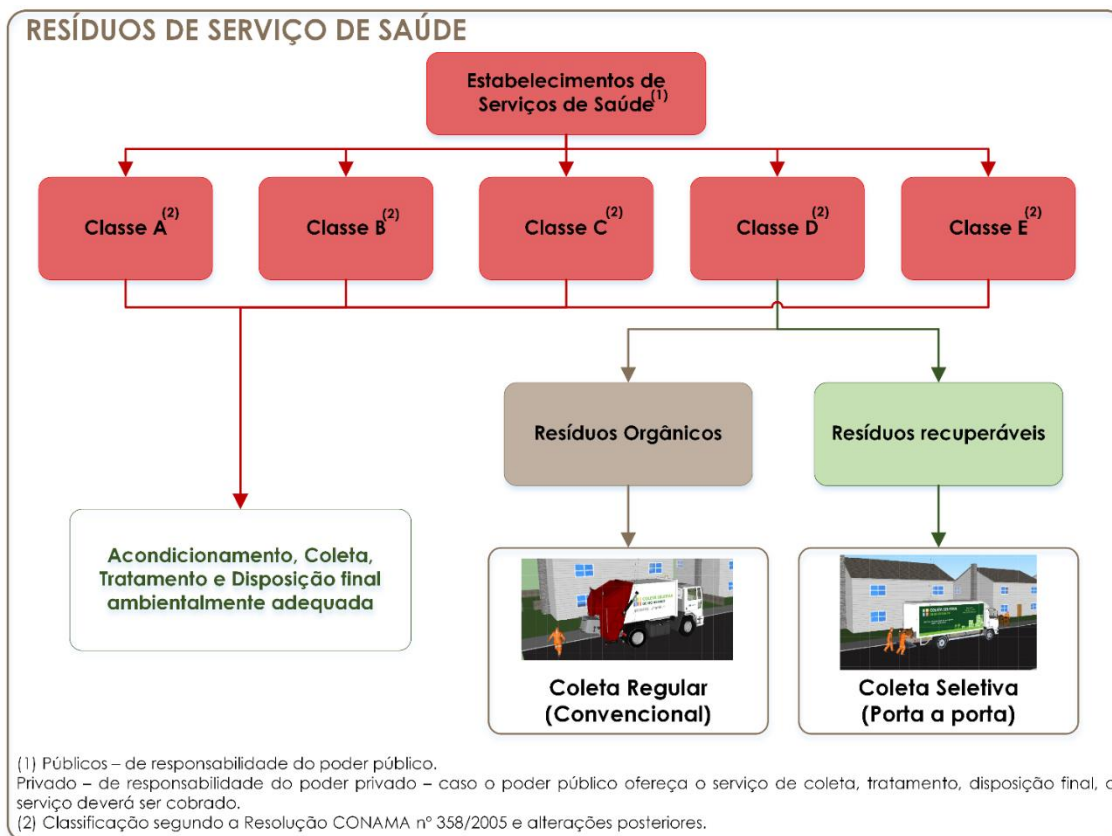 RESÍDUOS DE SERVIÇO DE SAÚDE
Estabelecimentos de
Serviços de Saúde(1)
Classe A(2)
Classe B(2)
Classe C(2)
Classe D(2)
Classe E(2)
Resíduos Orgânicos
Resíduos recuperáveis
Acondicionamento, Coleta,
Tratamento e Disposição final
ambientalmente adequada
COLETA SELETIVA
COLETA SELETIVA
Coleta Regular
(Convencional)
Coleta Seletiva
(Porta a porta)
(1) Públicos – de responsabilidade do poder público.
Privado – de responsabilidade do poder privado – caso o poder público ofereça o serviço de coleta, tratamento, disposição final, o
serviço deverá ser cobrado.
(2) Classificação segundo a Resolução CONAMA nº 358/2005 e alterações posteriores.